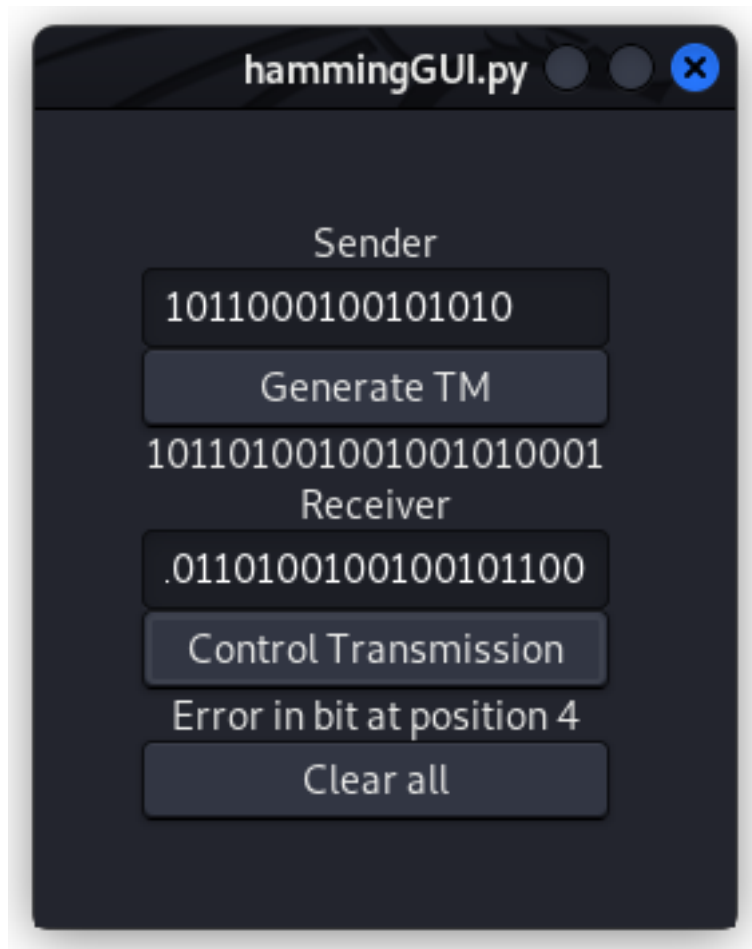 hammingGUI.py
Sender
1011000100101010
Generate TM
101101001001001010001
Receiver
.0110100100100101100
Control Transmission
Error in bit at position 4
Clear all